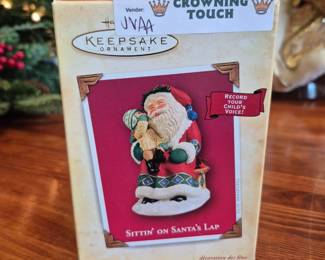 CROWNING
TOUCH
Vendor:
JVAA
KEEPSAKE
ORNAMENT
RECORD
YOUR
CHILD'S
VOICE!
SITTIN' ON SANTA'S LAP